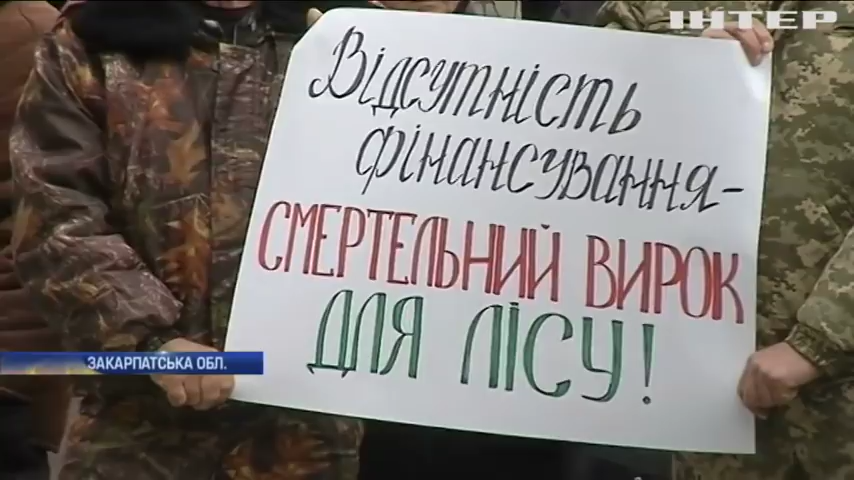 ІНТЕР
Відсутність
фінансування-
СМЕРТЕЛЬНИЙ ВИРОК
ДЛЯ ЛІСУ!
ЗАКАРПАТСЬКА ОБЛ.